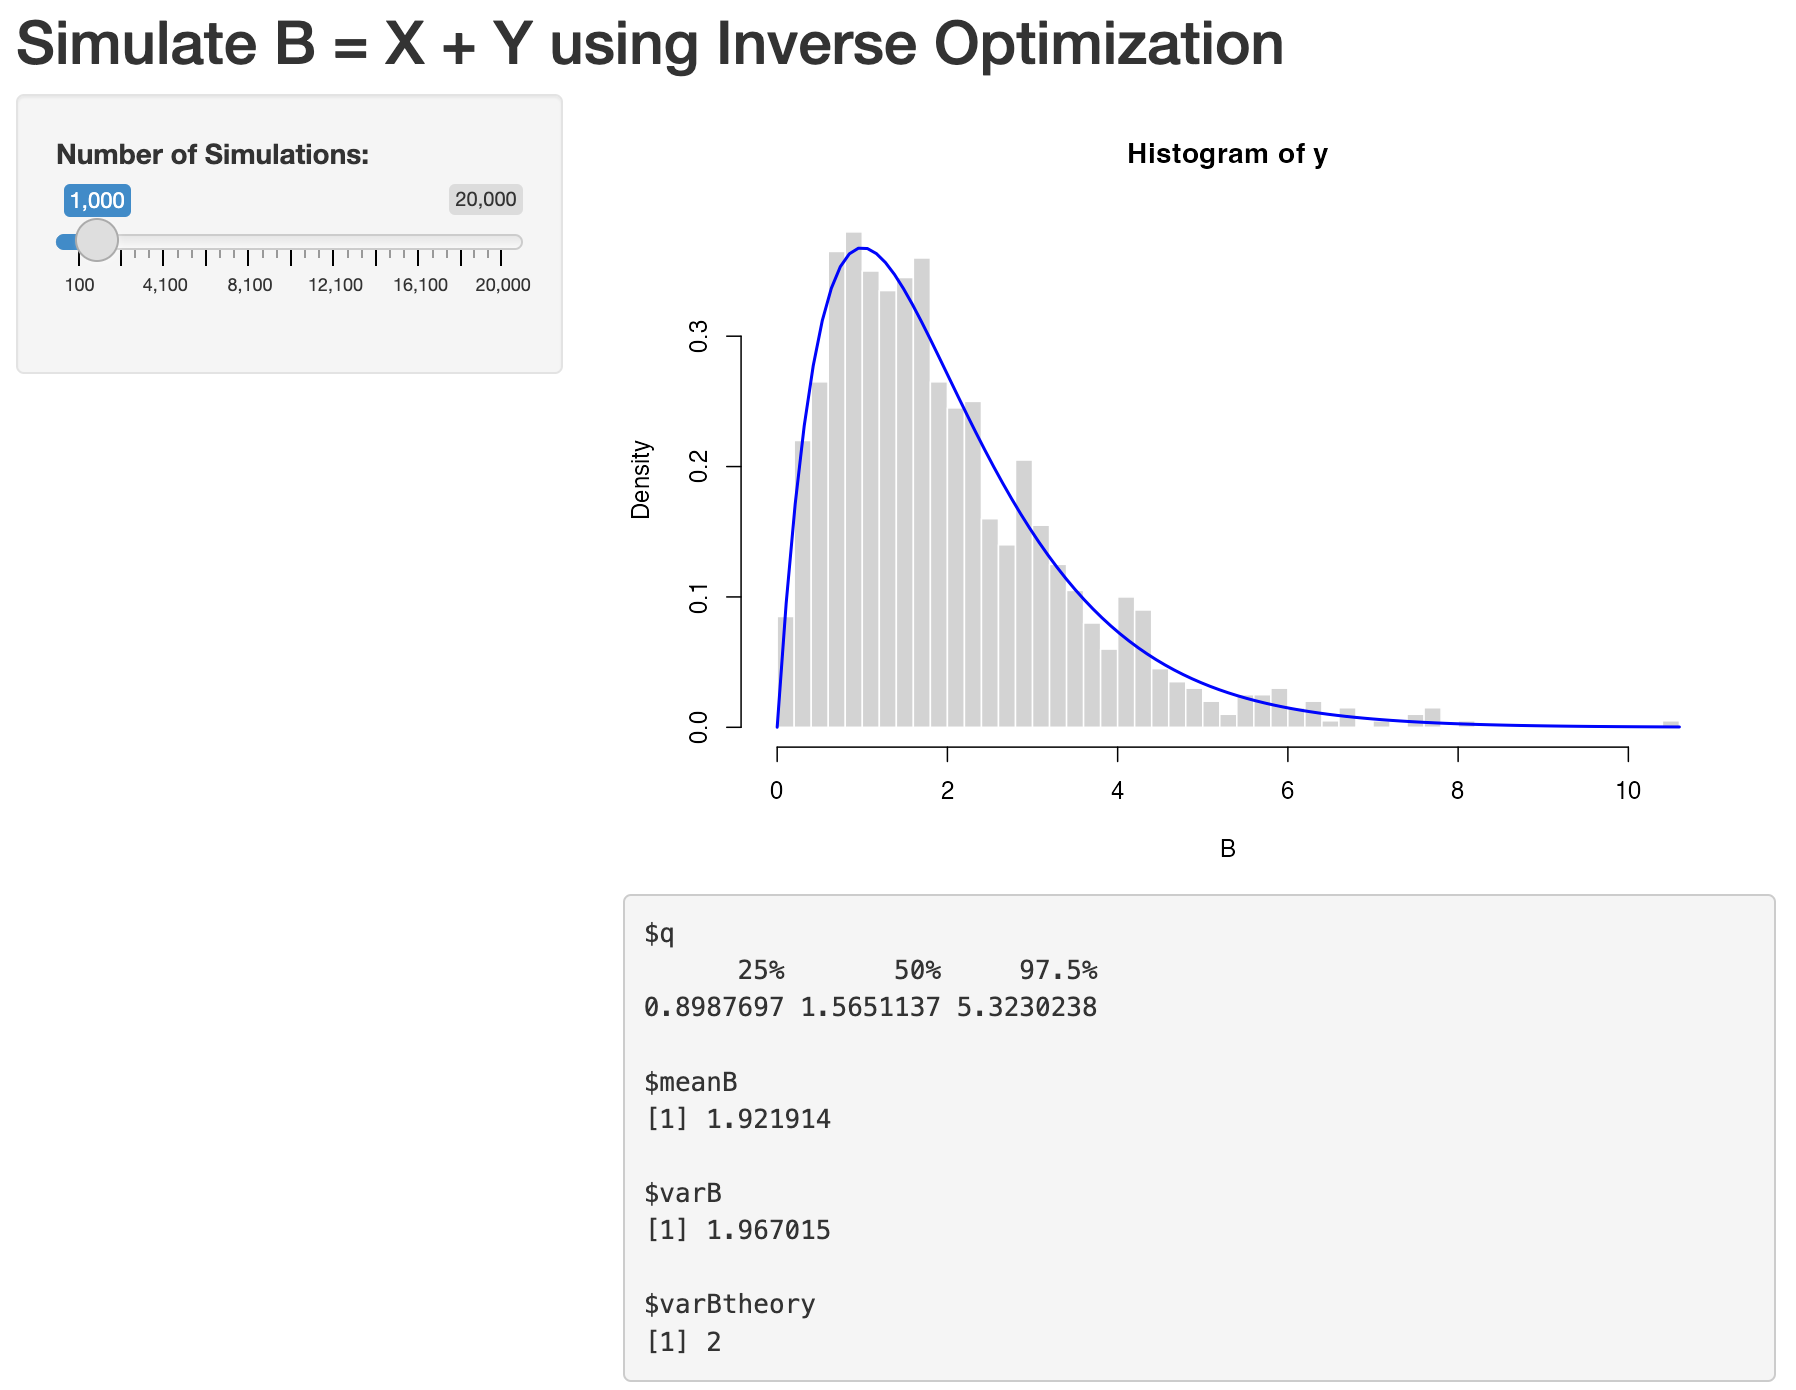 Simulate B = X + Y using Inverse Optimization
Number of Simulations:
1,000 20,000
100 4,100 8,100 12,100 16,100 20,000
Histogram of y
Density
0.0 0.1 0.2 0.3
0 2 4 6 8 10
B
$q
25% 50% 97.5%
0.8987697 1.5651137 5.3230238
$meanB
[1] 1.921914
$varB
[1] 1.967015
$varBtheory
[1] 2